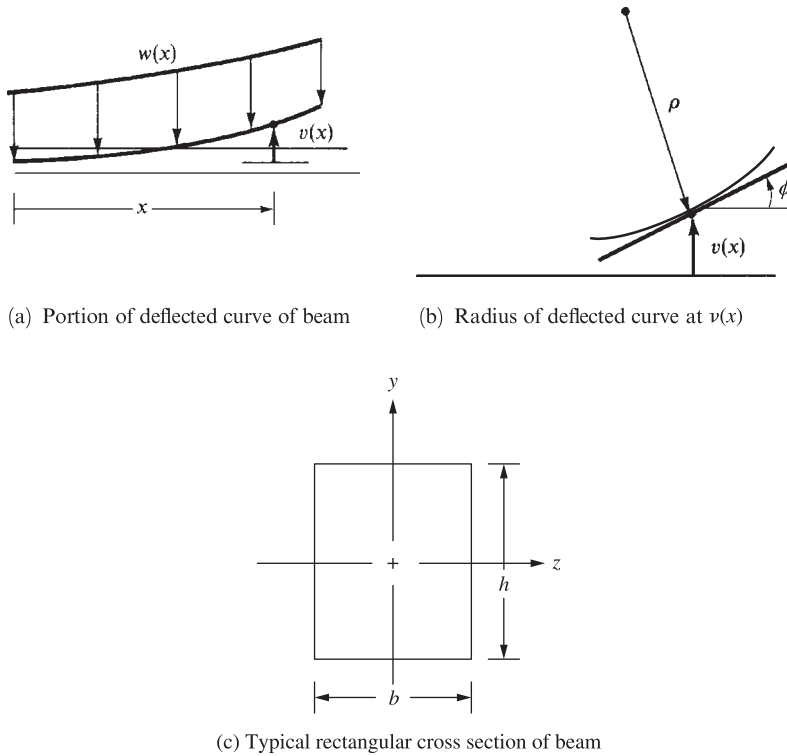 w(x)
v(x)
x
(a) Portion of deflected curve of beam
ρ
ϕ
v(x)
(b) Radius of deflected curve at v(x)
y
z
h
b
(c) Typical rectangular cross section of beam